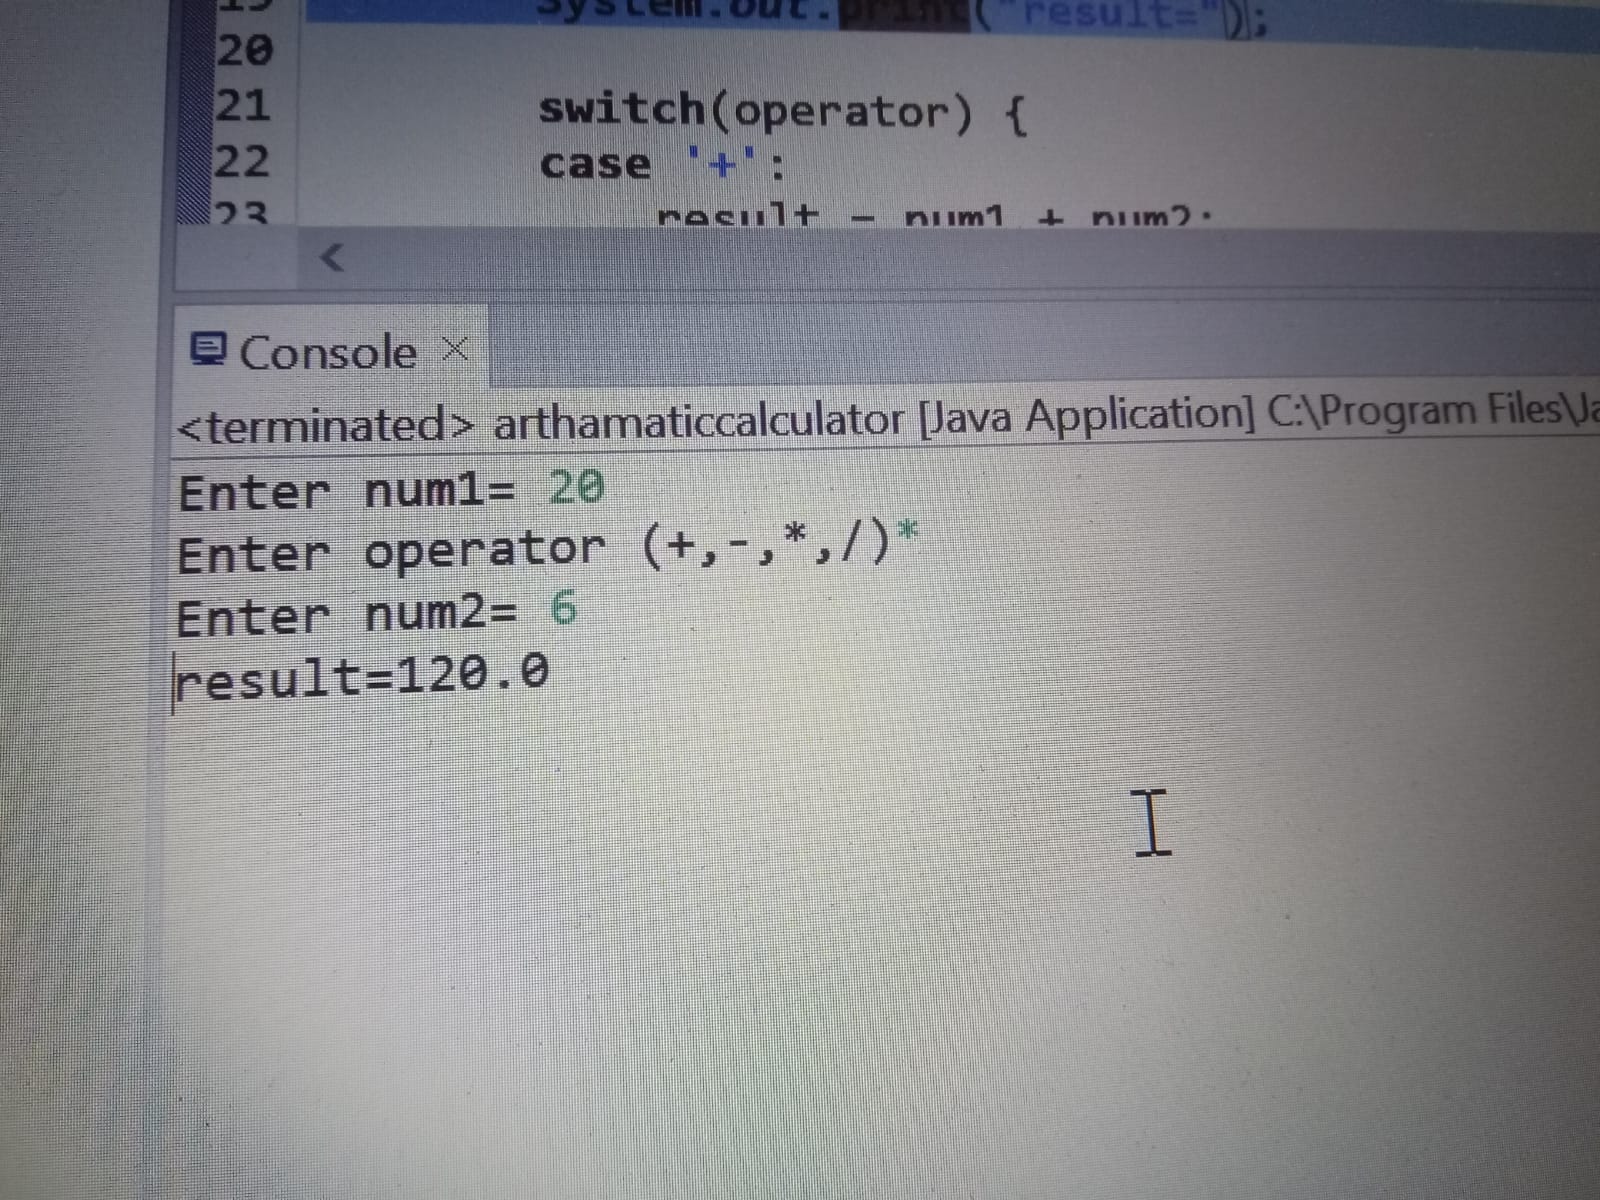 19 System.out.print("result=");
20
21 switch(operator) {
22 case '+':
23 result = num1 + num2;
Console
<terminated> arthamaticcalculator [Java Application] C:\Program Files\Ja
Enter num1= 20
Enter operator (+,-,*,/)*
Enter num2= 6
result=120.0